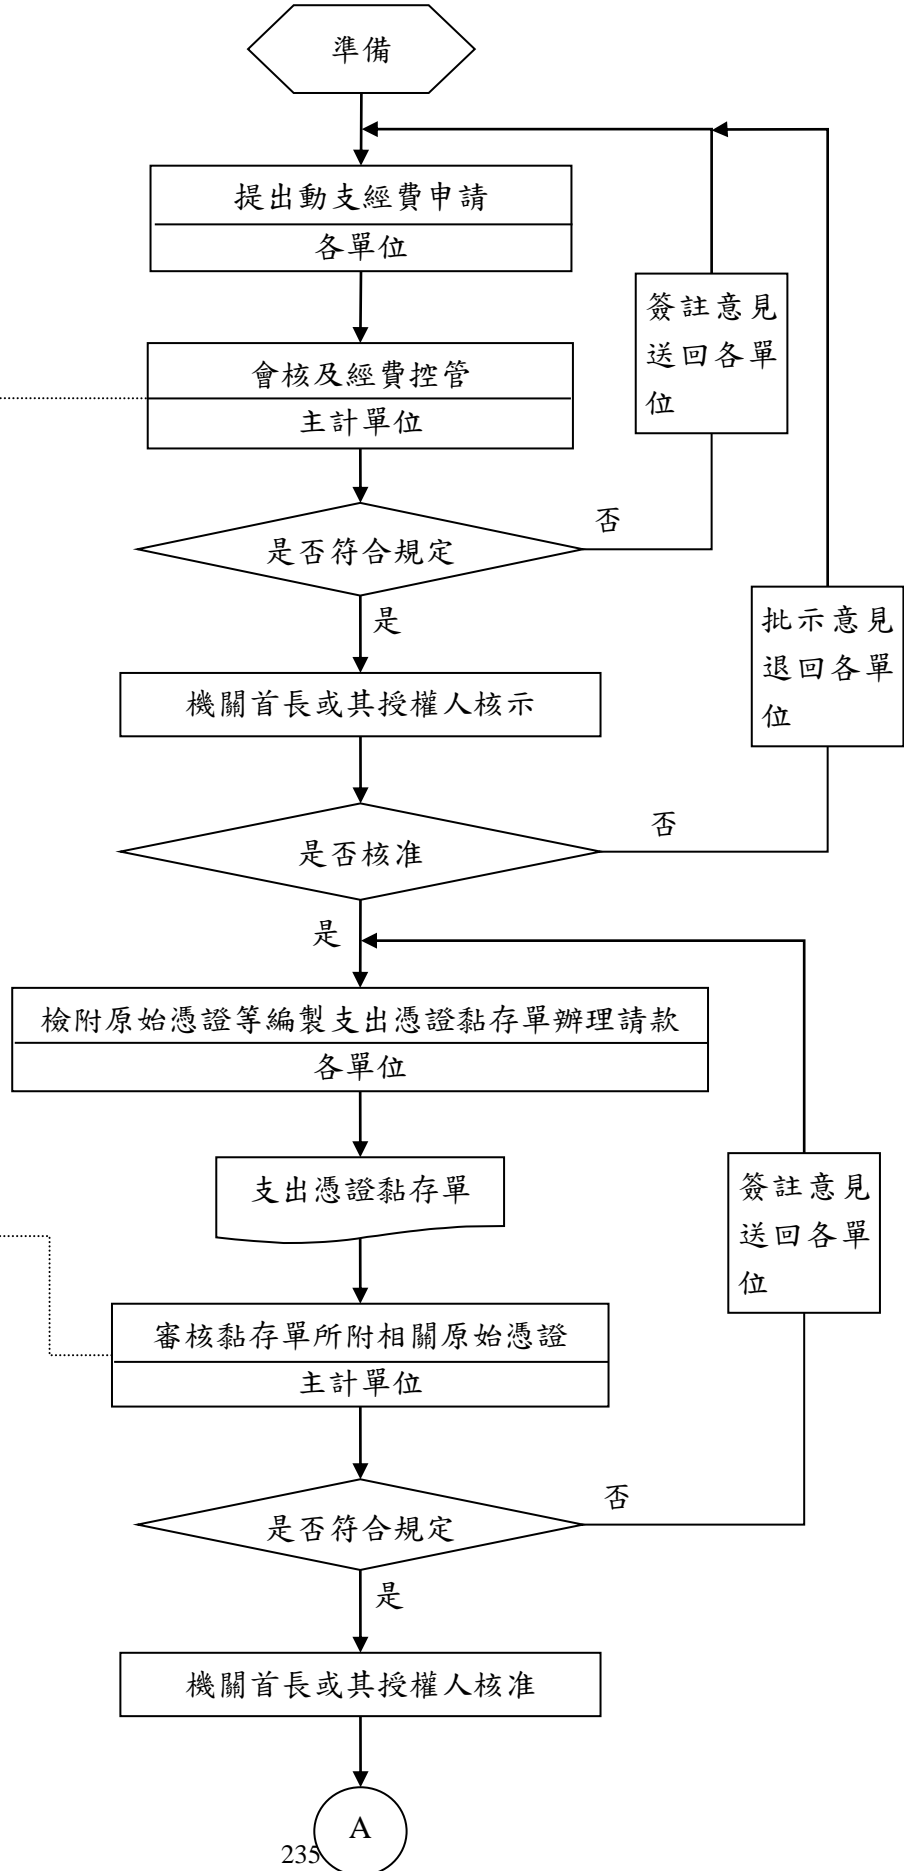 準備
提出動支經費申請
各單位
簽註意見
送回各單
位
會核及經費控管
主計單位
否
是否符合規定
是
批示意見
退回各單
位
機關首長或其授權人核示
否
是否核准
是
檢附原始憑證等編製支出憑證黏存單辦理請款
各單位
支出憑證黏存單
簽註意見
送回各單
位
審核黏存單所附相關原始憑證
主計單位
否
是否符合規定
是
機關首長或其授權人核准
A
235